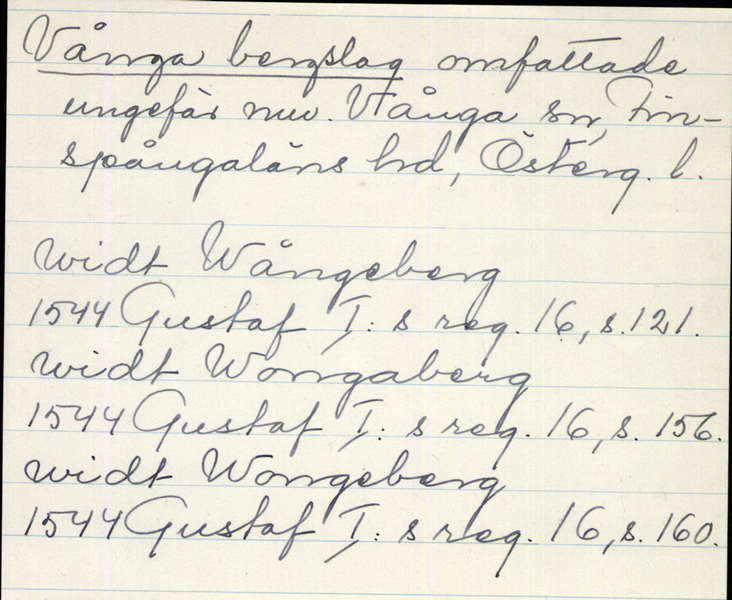 Vånga bergslag omfattade
ungefär nuv. Vånga sn, Fin-
spångaläns hd, Österg. l.
widt Wångeberg
1544 Gustaf I: s reg. 16, s. 121.
widt Wongaberg
1544 Gustaf I: s reg. 16, s. 156.
widt Wongeberg
1544 Gustaf I: s reg. 16, s. 160.